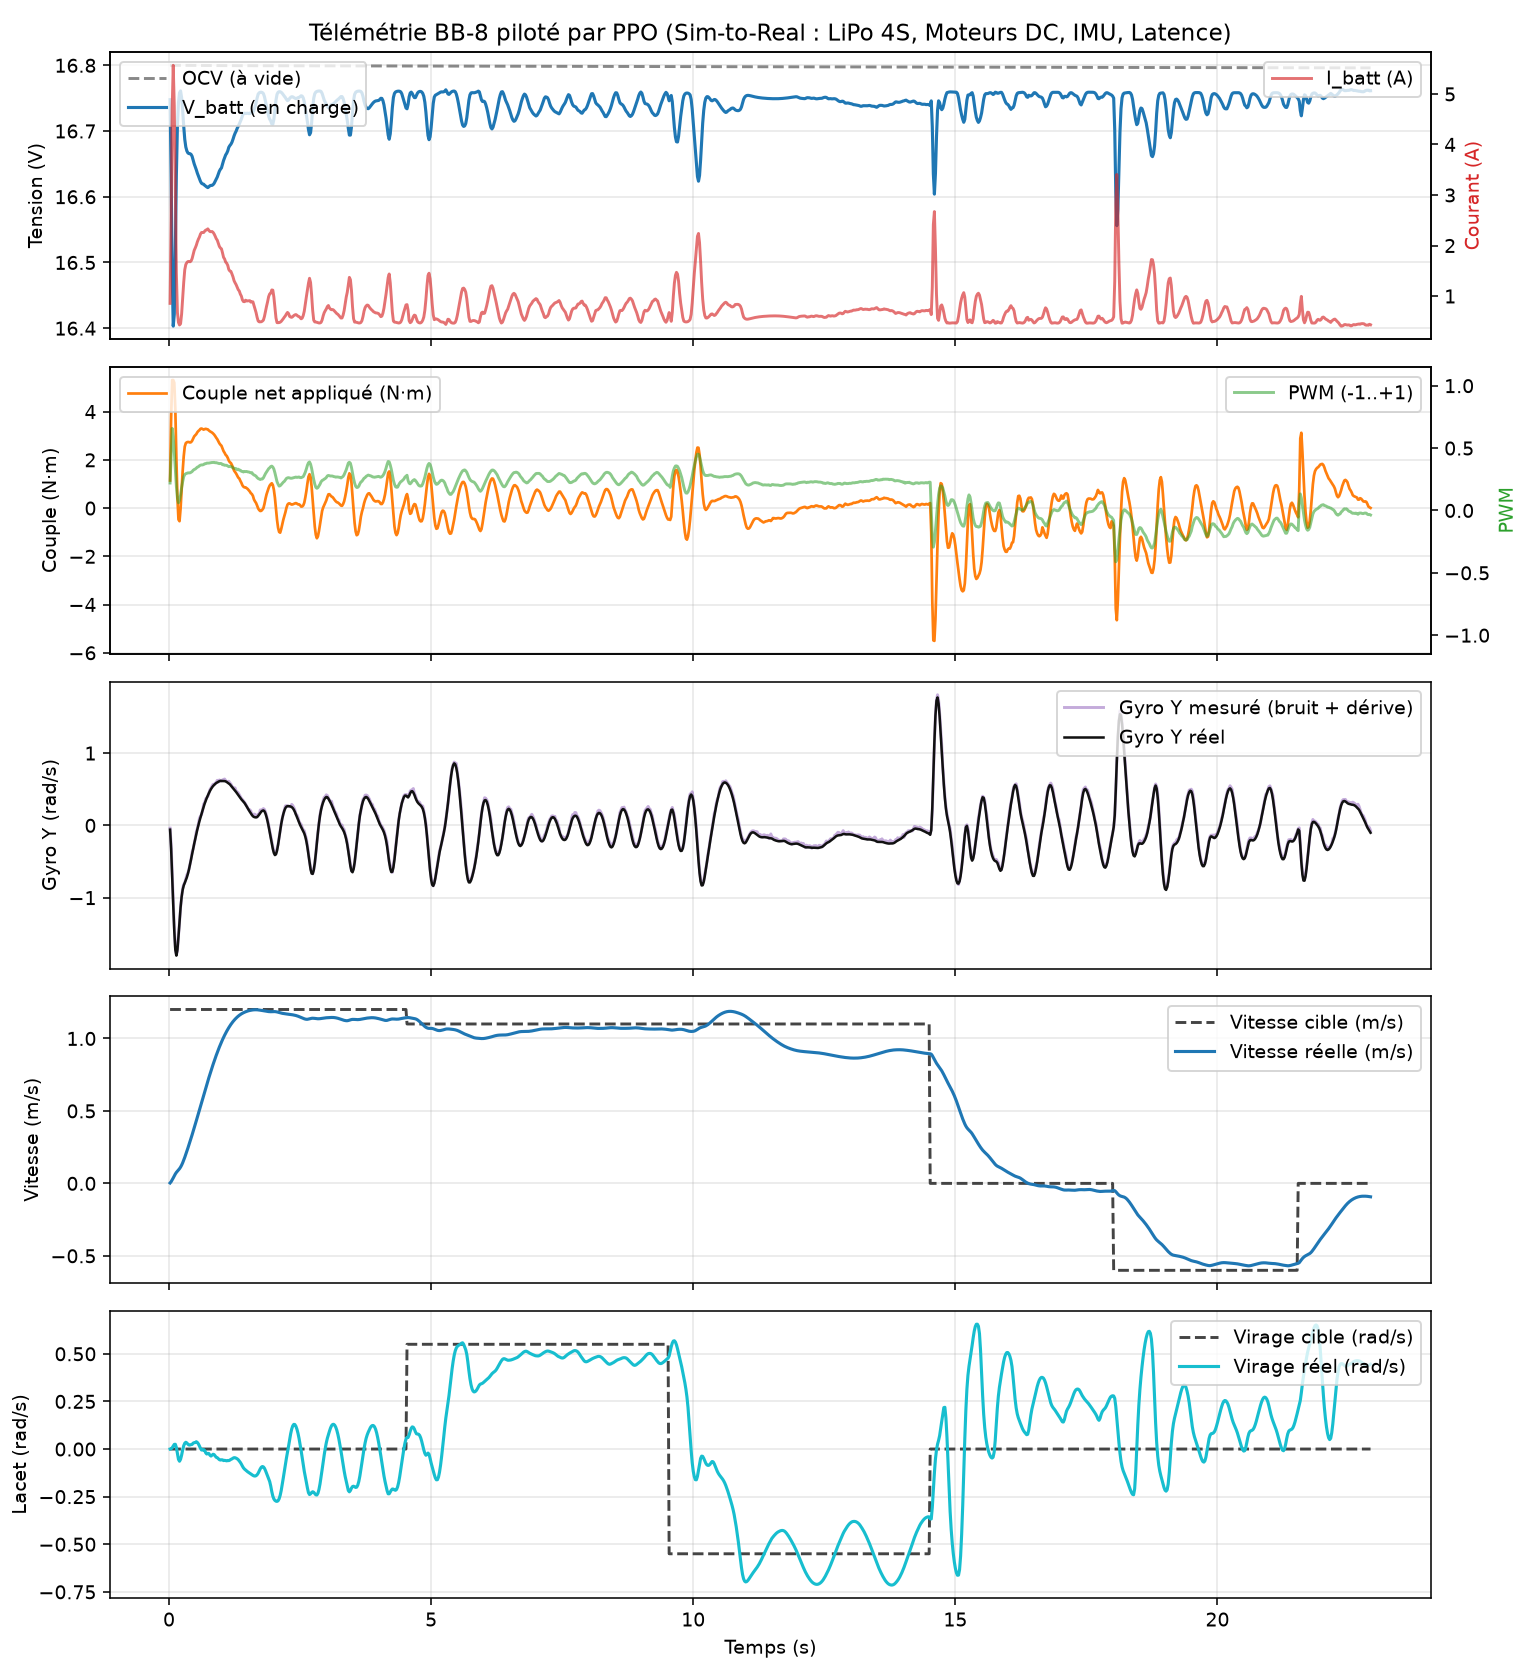 Télémétrie BB-8 piloté par PPO (Sim-to-Real : LiPo 4S, Moteurs DC, IMU, Latence)
OCV (à vide)
V_batt (en charge)
I_batt (A)
16.8
16.7
16.6
16.5
16.4
Tension (V)
5
4
3
2
1
Courant (A)
Couple net appliqué (N·m)
PWM (-1..+1)
4
2
0
−2
−4
−6
Couple (N·m)
1.0
0.5
0.0
−0.5
−1.0
PWM
Gyro Y mesuré (bruit + dérive)
Gyro Y réel
1
0
−1
Gyro Y (rad/s)
Vitesse cible (m/s)
Vitesse réelle (m/s)
1.0
0.5
0.0
−0.5
Vitesse (m/s)
Virage cible (rad/s)
Virage réel (rad/s)
0.50
0.25
0.00
−0.25
−0.50
−0.75
Lacet (rad/s)
0 5 10 15 20
Temps (s)